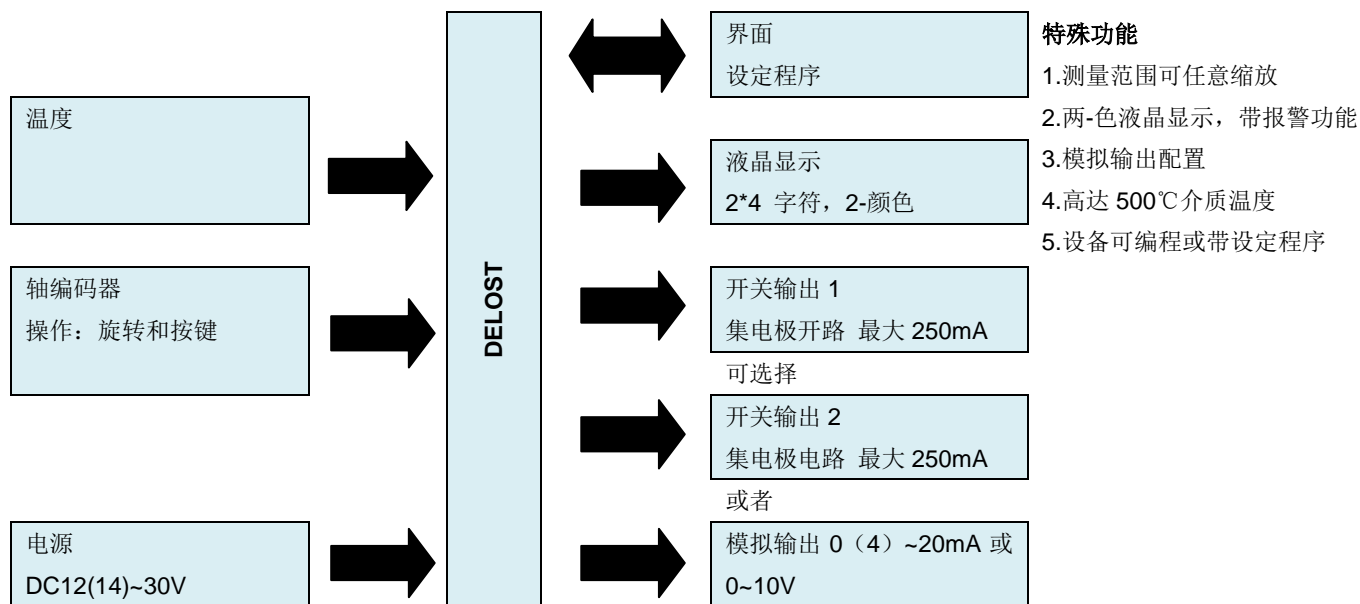 温度
轴编码器
操作：旋转和按键
电源
DC12(14)~30V
DELOST
界面
设定程序
液晶显示
2*4 字符，2-颜色
开关输出 1
集电极开路 最大 250mA
可选择
开关输出 2
集电极电路 最大 250mA
或者
模拟输出 0（4）~20mA 或
0~10V
特殊功能
1.测量范围可任意缩放
2.两-色液晶显示，带报警功能
3.模拟输出配置
4.高达 500℃介质温度
5.设备可编程或带设定程序